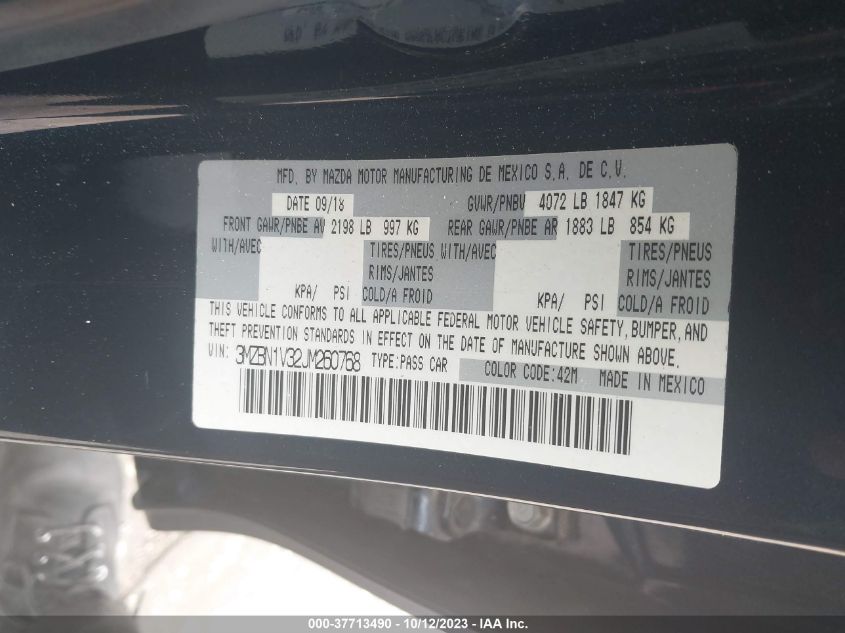 MFD. BY MAZDA MOTOR MANUFACTURING DE MEXICO S.A. DE C.V.
DATE 09/18 GVWR/PNBV 4072 LB 1847 KG
FRONT GAWR/PNBE AV 2198 LB 997 KG REAR GAWR/PNBE AR 1883 LB 854 KG
WITH/AVEC TIRES/PNEUS WITH/AVEC TIRES/PNEUS
RIMS/JANTES RIMS/JANTES
KPA/ PSI COLD/A FROID KPA/ PSI COLD/A FROID
THIS VEHICLE CONFORMS TO ALL APPLICABLE FEDERAL MOTOR VEHICLE SAFETY, BUMPER, AND
THEFT PREVENTION STANDARDS IN EFFECT ON THE DATE OF MANUFACTURE SHOWN ABOVE.
VIN: 3MZBN1V32JM260768 TYPE: PASS CAR COLOR CODE: 42M MADE IN MEXICO
000-37713490 - 10/12/2023 - IAA Inc.